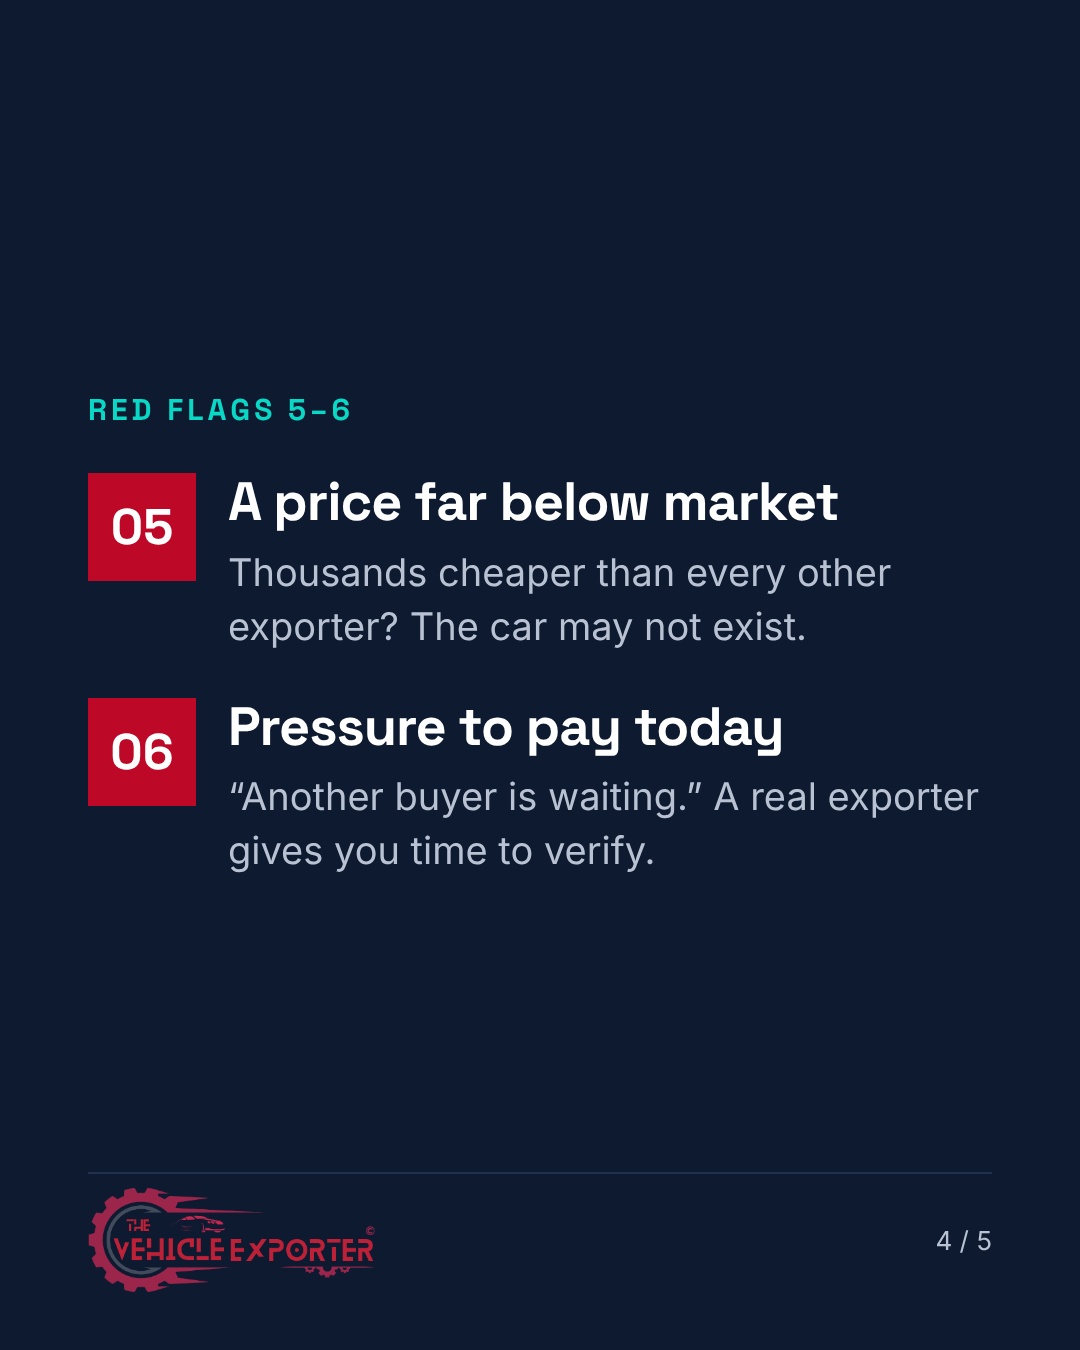 RED FLAGS 5–6
05
A price far below market
Thousands cheaper than every other
exporter? The car may not exist.
06
Pressure to pay today
“Another buyer is waiting.” A real exporter
gives you time to verify.
THE
VEHICLE EXPORTER
©
4 / 5